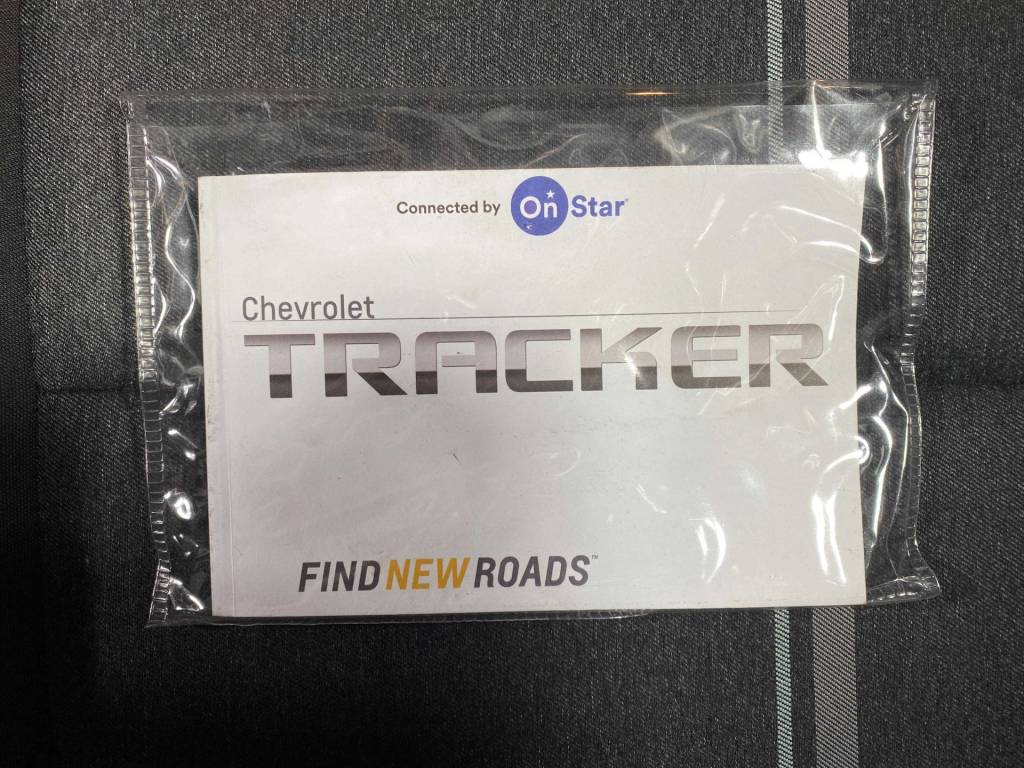 Connected by OnStar®
Chevrolet
TRACKER
FIND NEW ROADS™